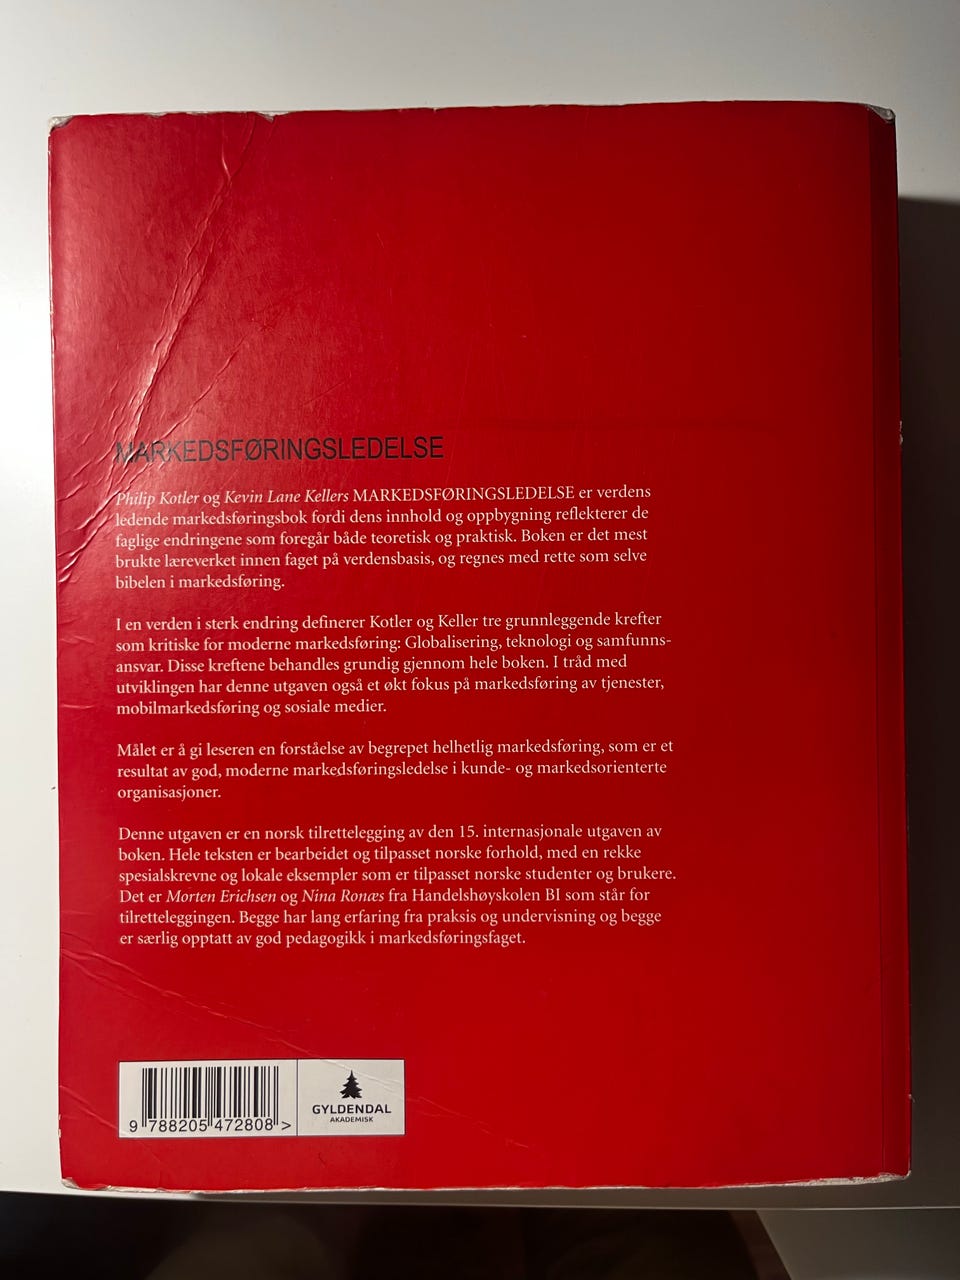 MARKEDSFØRINGSLEDELSE
Philip Kotler og Kevin Lane Kellers MARKEDSFØRINGSLEDELSE er verdens
ledende markedsføringsbok fordi dens innhold og oppbygning reflekterer de
faglige endringene som foregår både teoretisk og praktisk. Boken er det mest
brukte læreverket innen faget på verdensbasis, og regnes med rette som selve
bibelen i markedsføring.
I en verden i sterk endring definerer Kotler og Keller tre grunnleggende krefter
som kritiske for moderne markedsføring: Globalisering, teknologi og samfunns-
ansvar. Disse kreftene behandles grundig gjennom hele boken. I tråd med
utviklingen har denne utgaven også et økt fokus på markedsføring av tjenester,
mobilmarkedsføring og sosiale medier.
Målet er å gi leseren en forståelse av begrepet helhetlig markedsføring, som er et
resultat av god, moderne markedsføringsledelse i kunde- og markedsorienterte
organisasjoner.
Denne utgaven er en norsk tilrettelegging av den 15. internasjonale utgaven av
boken. Hele teksten er bearbeidet og tilpasset norske forhold, med en rekke
spesialskrevne og lokale eksempler som er tilpasset norske studenter og brukere.
Det er Morten Erichsen og Nina Ronæs fra Handelshøyskolen BI som står for
tilretteleggingen. Begge har lang erfaring fra praksis og undervisning og begge
er særlig opptatt av god pedagogikk i markedsføringsfaget.
9 788205 472808 >
GYLDENDAL
AKADEMISK